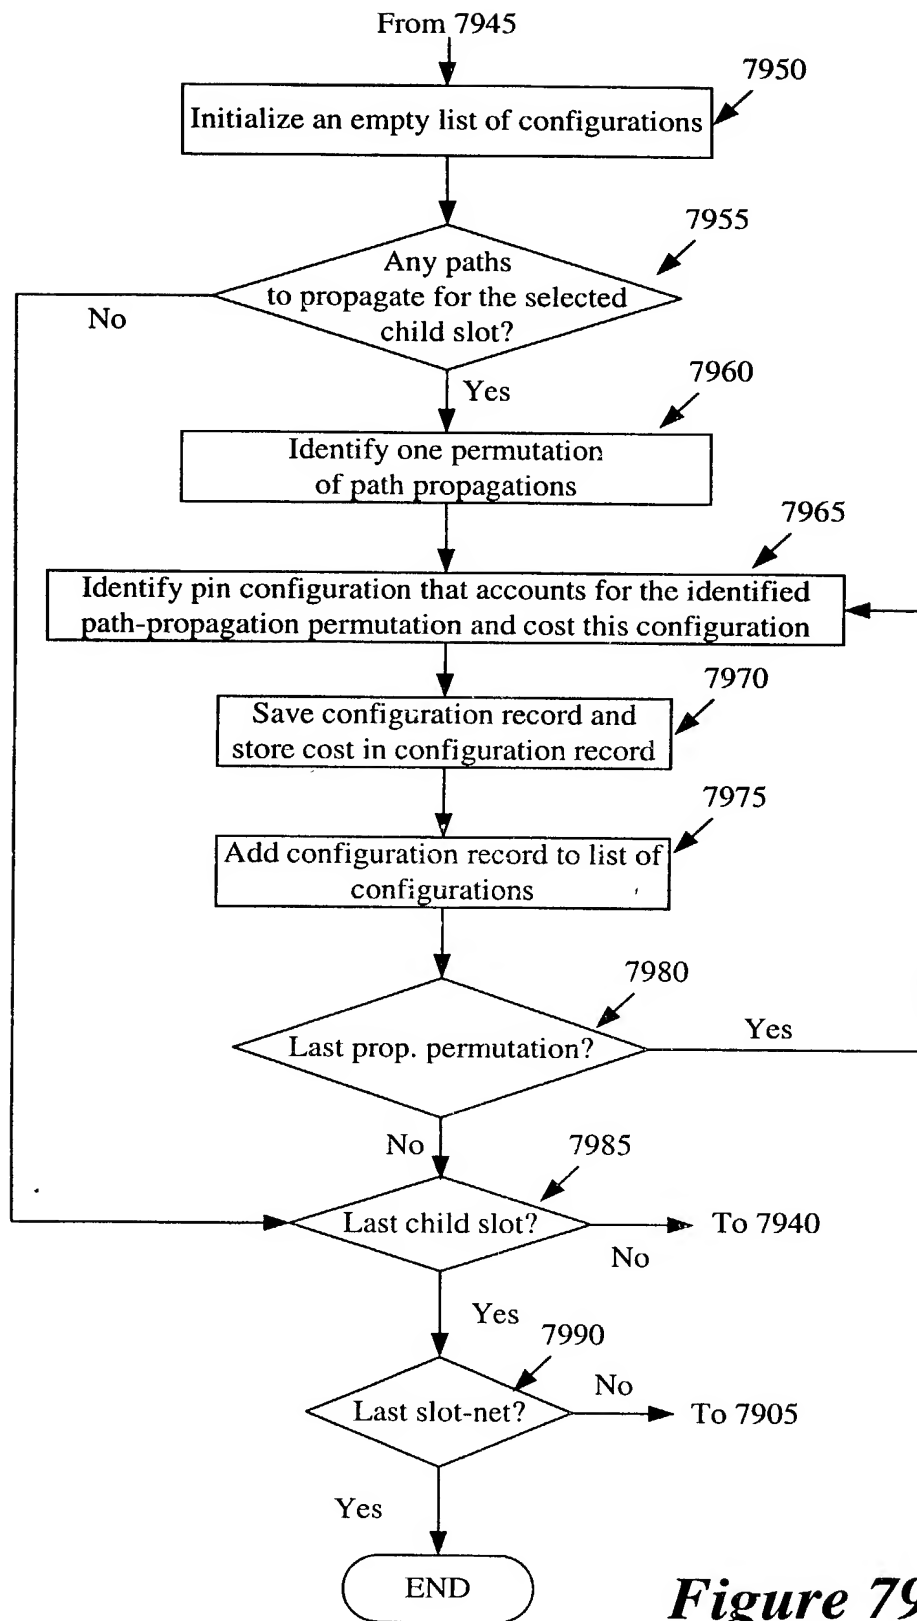 From 7945
7950
Initialize an empty list of configurations
7955
Any paths
to propagate for the selected
child slot?
No
Yes
7960
Identify one permutation
of path propagations
7965
Identify pin configuration that accounts for the identified
path-propagation permutation and cost this configuration
7970
Save configuration record and
store cost in configuration record
7975
Add configuration record to list of
configurations
7980
Last prop. permutation?
Yes
No
7985
Last child slot?
To 7940
No
Yes
7990
Last slot-net?
No
To 7905
Yes
END
Figure 79